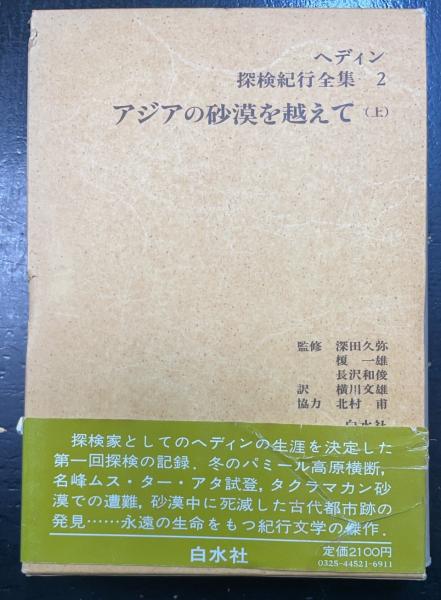 ヘディン
探検紀行全集 2
アジアの砂漠を越えて(上)
監修 深田久弥
榎 一雄
長沢和俊
訳 横川文雄
協力 北村 甫
白水社
探検家としてのヘディンの生涯を決定した
第一回探検の記録．冬のパミール高原横断，
名峰ムス・ター・アタ試登，タクラマカン砂
漠での遭難，砂漠中に死滅した古代都市跡の
発見……永遠の生命をもつ紀行文学の傑作．
白水社
定価2100円
0325-44521-6911